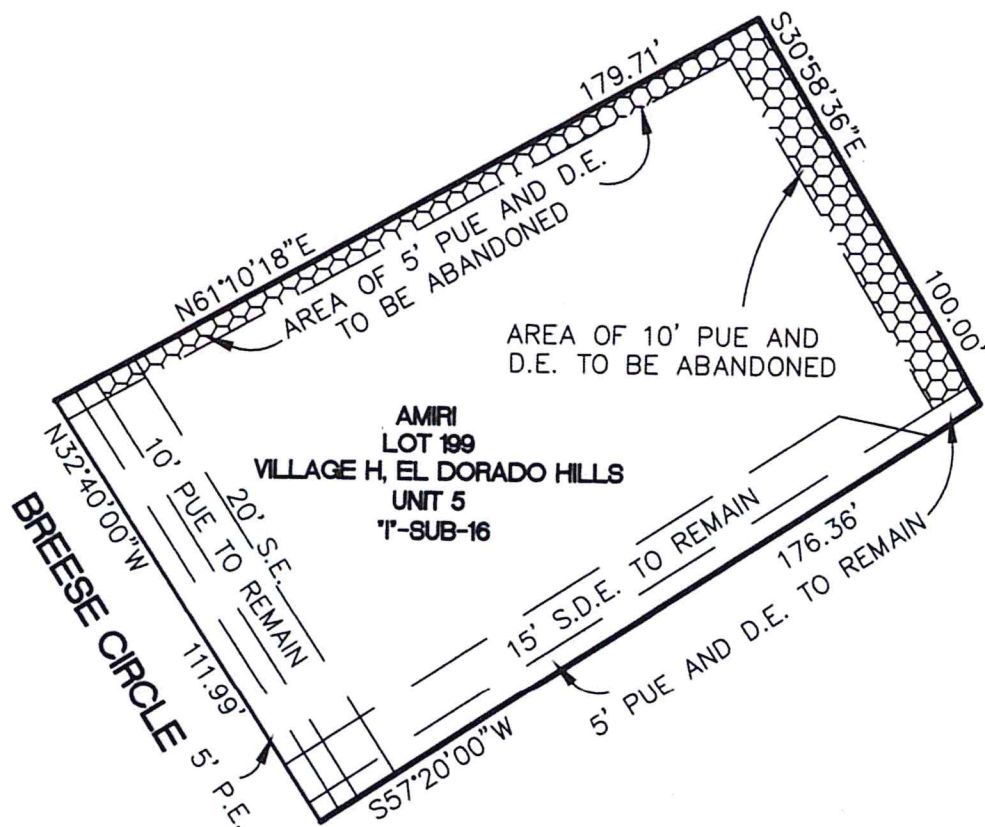 179.71'
S30°58'36"E
N61°10'18"E
AREA OF 5' PUE AND D.E.
TO BE ABANDONED
AREA OF 10' PUE AND
D.E. TO BE ABANDONED
100.00'
AMIRI
LOT 199
VILLAGE H, EL DORADO HILLS
UNIT 5
"I"-SUB-16
N32°40'00"W
10' PUE TO REMAIN
20' S.E.
BREESE CIRCLE
111.99'
5' P.E.
15' S.D.E. TO REMAIN
176.36'
S57°20'00"W
5' PUE AND D.E. TO REMAIN